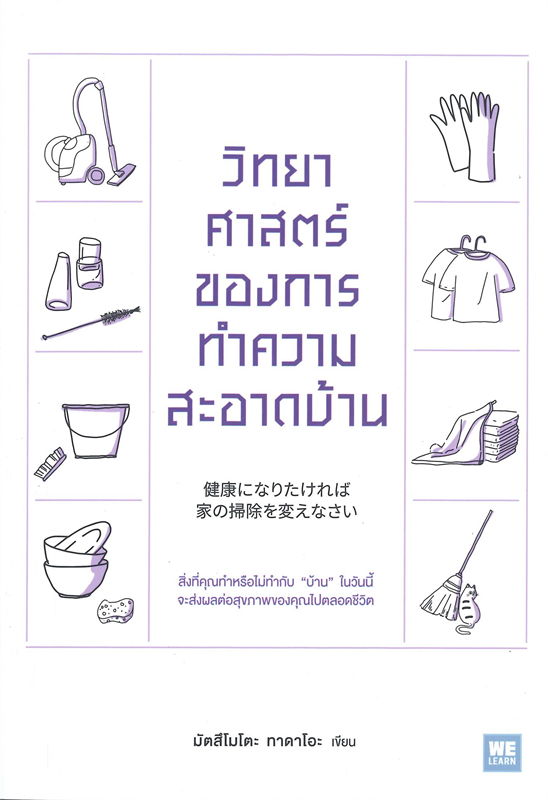 วิทยา
ศาสตร์
ของการ
ทำความ
สะอาดบ้าน
健康になりたければ
家の掃除を変えなさい
สิ่งที่คุณทำหรือไม่ทำกับ “บ้าน” ในวันนี้
จะส่งผลต่อสุขภาพของคุณไปตลอดชีวิต
มัตสึโมโตะ ทาดาโอะ เขียน
WE
LEARN